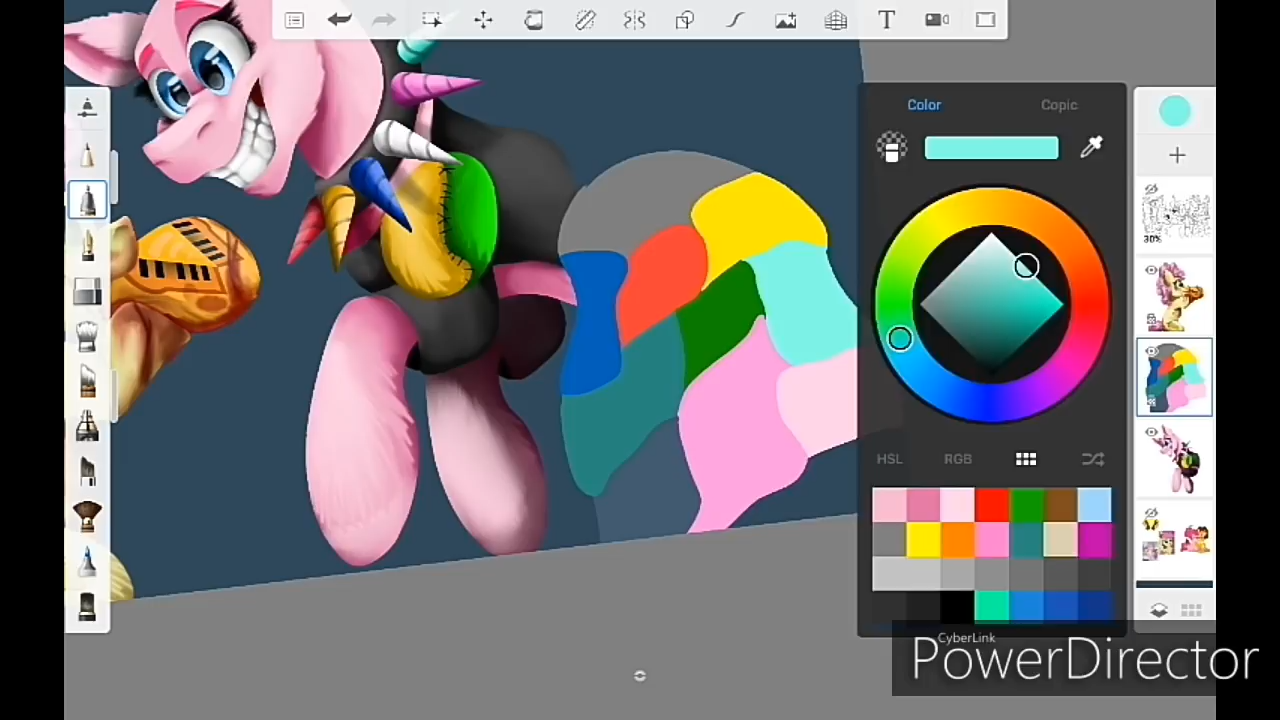 T
Color
Copic
30%
HSL
RGB
CyberLink
PowerDirector